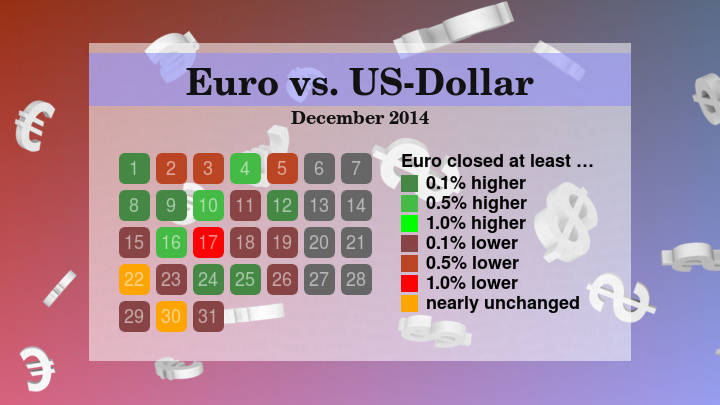 Euro vs. US-Dollar
December 2014
1 2 3 4 5 6 7
8 9 10 11 12 13 14
15 16 17 18 19 20 21
22 23 24 25 26 27 28
29 30 31
Euro closed at least …
0.1% higher
0.5% higher
1.0% higher
0.1% lower
0.5% lower
1.0% lower
nearly unchanged